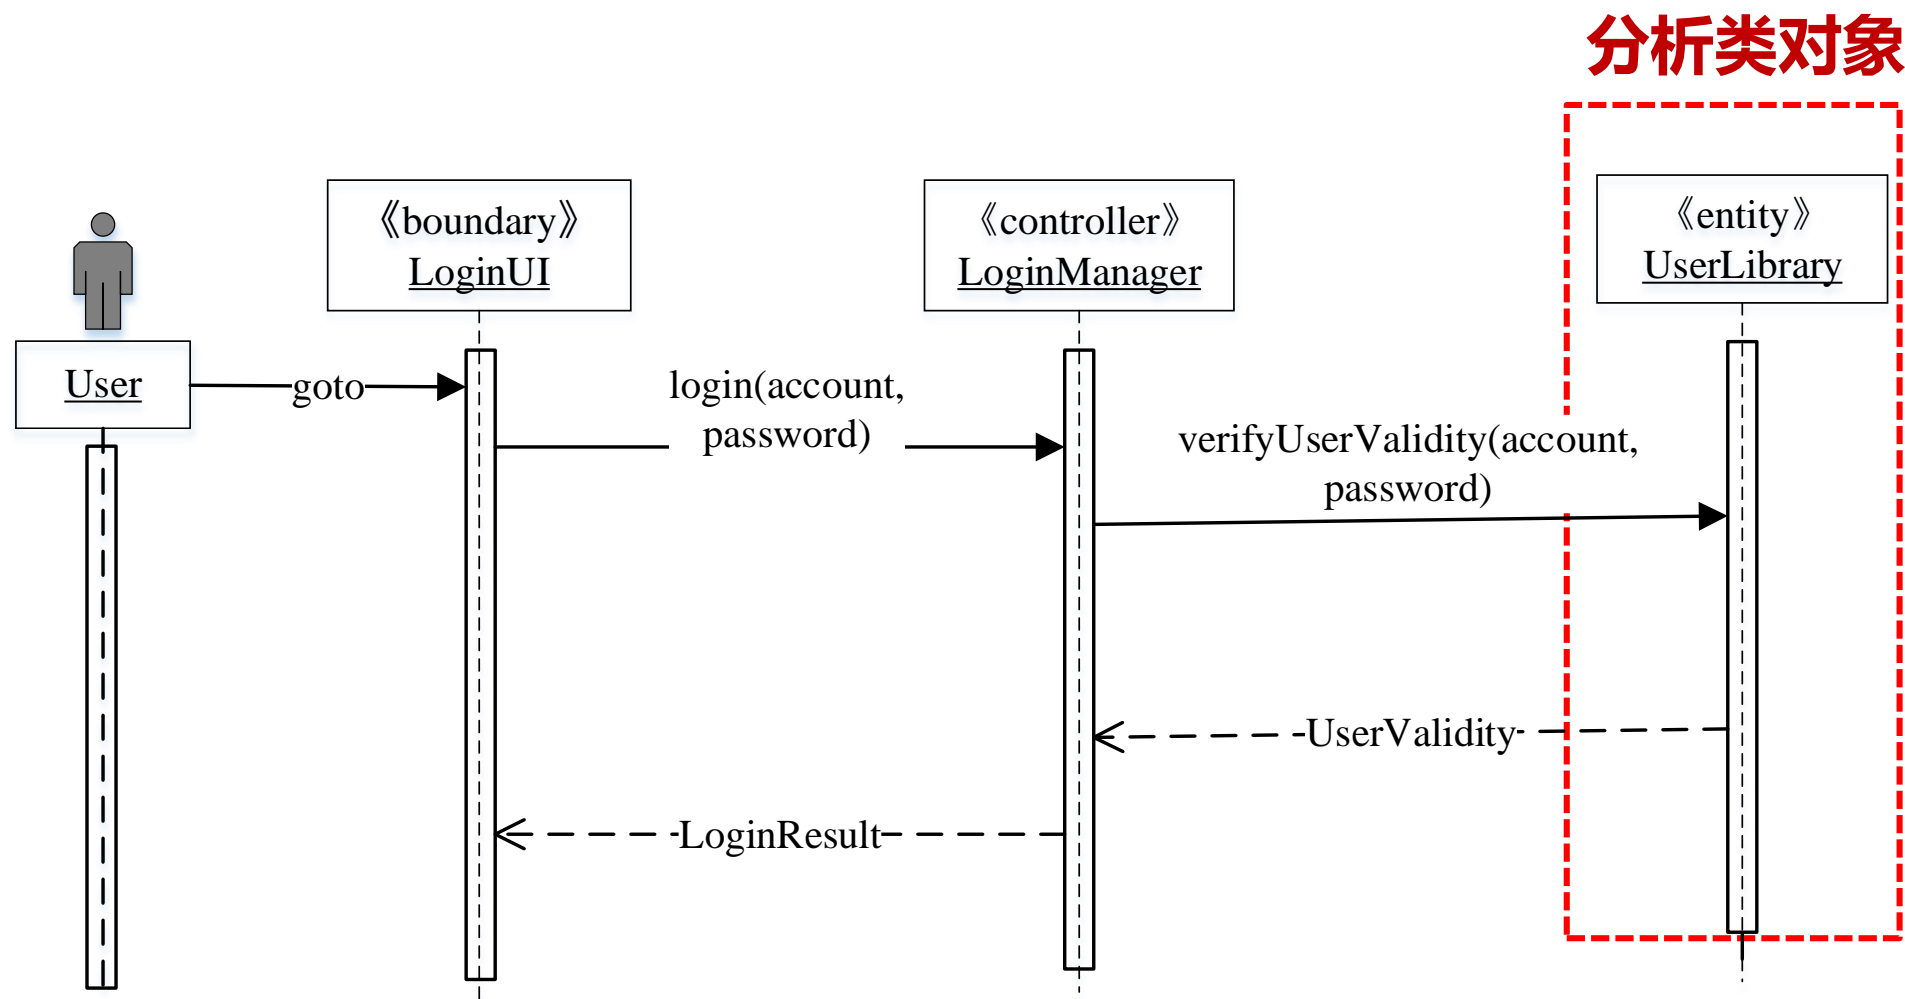 分析类对象
《boundary》
LoginUI
《controller》
LoginManager
《entity》
UserLibrary
User
goto
login(account,
password)
verifyUserValidity(account,
password)
UserValidity
LoginResult